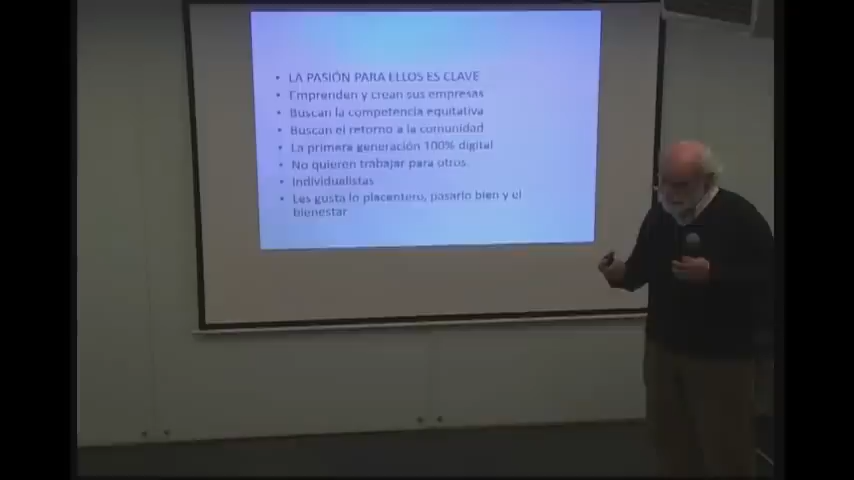 • LA PASIÓN PARA ELLOS ES CLAVE
• Emprenden y crean sus empresas
• Buscan la competencia equitativa
• Buscan el retorno a la comunidad
• La primera generación 100% digital
• No quieren trabajar para otros
• Individualistas
• Les gusta lo placentero, pasarlo bien y el
bienestar